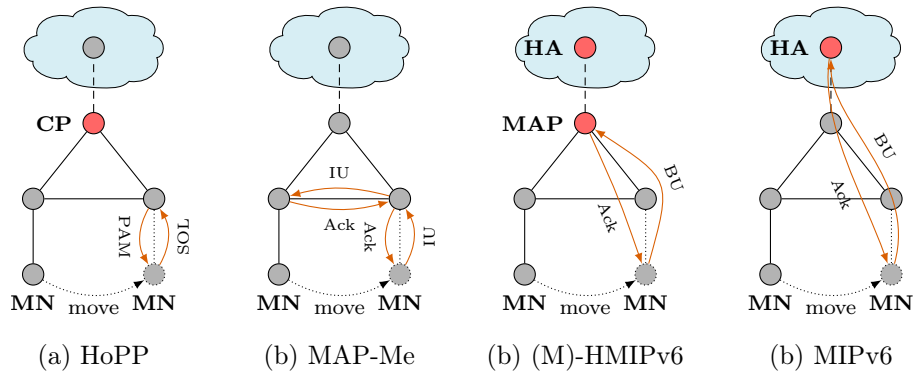 HA
HA
CP
MAP
IU
Ack
PAM
SOL
Ack
IU
Ack
BU
Ack
BU
MN
move
MN
MN
move
MN
MN
move
MN
MN
move
MN
(a) HoPP
(b) MAP-Me
(b) (M)-HMIPv6
(b) MIPv6